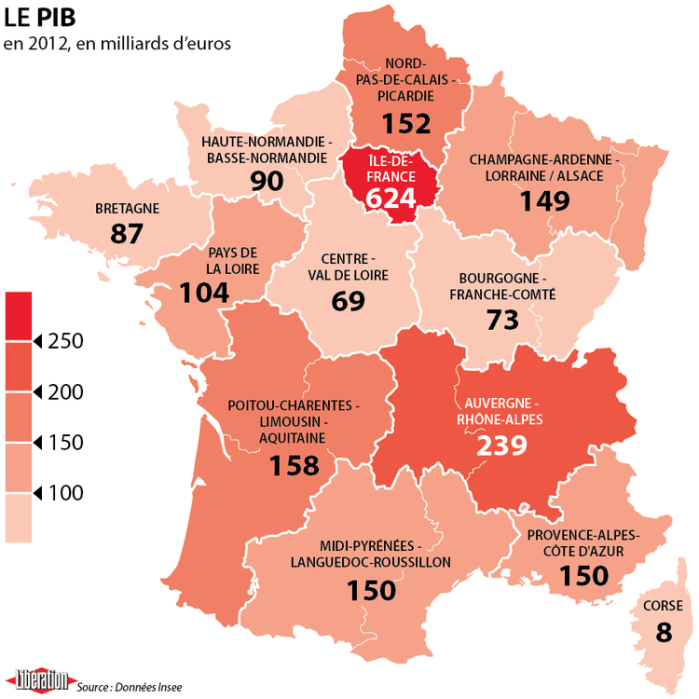 LE PIB
en 2012, en milliards d'euros
NORD-
PAS-DE-CALAIS -
PICARDIE
152
HAUTE-NORMANDIE -
BASSE-NORMANDIE
90
ÎLE-DE-
FRANCE
624
CHAMPAGNE-ARDENNE -
LORRAINE / ALSACE
149
BRETAGNE
87
PAYS DE
LA LOIRE
104
CENTRE -
VAL DE LOIRE
69
BOURGOGNE -
FRANCHE-COMTÉ
73
250
200
150
100
POITOU-CHARENTES -
LIMOUSIN -
AQUITAINE
158
AUVERGNE -
RHÔNE-ALPES
239
MIDI-PYRÉNÉES -
LANGUEDOC-ROUSSILLON
150
PROVENCE-ALPES-
CÔTE D'AZUR
150
CORSE
8
Libération
Source : Données Insee